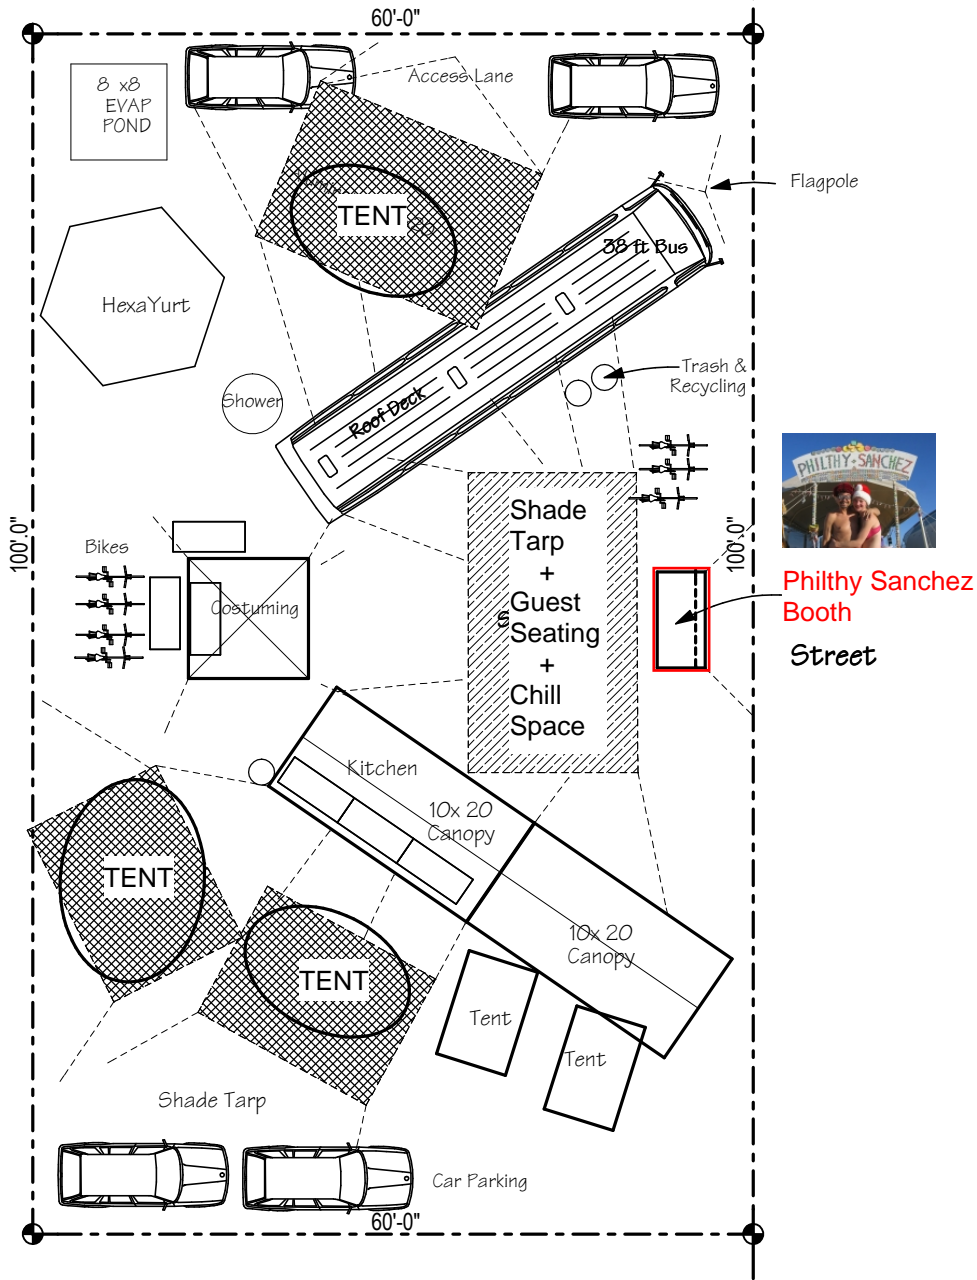 60'-0"
Access Lane
8 x8
EVAP
POND
TENT
Flagpole
38 ft Bus
HexaYurt
Trash &
Recycling
Shower
Roof Deck
PHILTHY SANCHEZ
100'.0"
100'.0"
Shade
Tarp
+
Guest
Seating
+
Chill
Space
Bikes
Costuming
Philthy Sanchez
Booth
Street
Kitchen
10x 20
Canopy
TENT
10x 20
Canopy
TENT
Tent
Tent
Shade Tarp
Car Parking
60'-0"